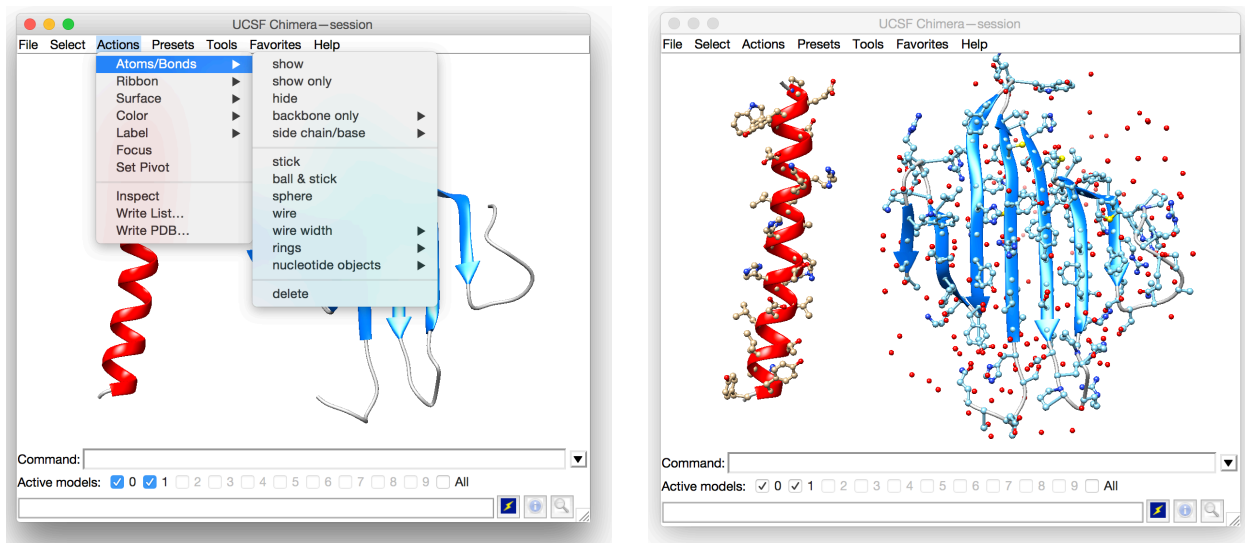 UCSF Chimera—session
File Select Actions Presets Tools Favorites Help
Atoms/Bonds
Ribbon
Surface
Color
Label
Focus
Set Pivot
Inspect
Write List...
Write PDB...
show
show only
hide
backbone only
side chain/base
stick
ball & stick
sphere
wire
wire width
rings
nucleotide objects
delete
Command:
Active models: 0 1 2 3 4 5 6 7 8 9 All
UCSF Chimera—session
File Select Actions Presets Tools Favorites Help
Command:
Active models: 0 1 2 3 4 5 6 7 8 9 All